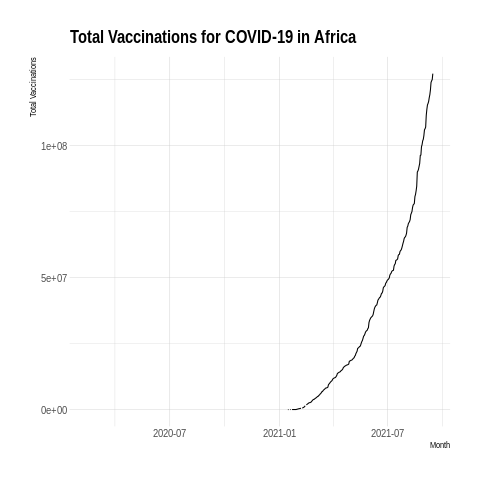 Total Vaccinations for COVID-19 in Africa
Total Vaccinations
1e+08
5e+07
0e+00
2020-07 2021-01 2021-07
Month